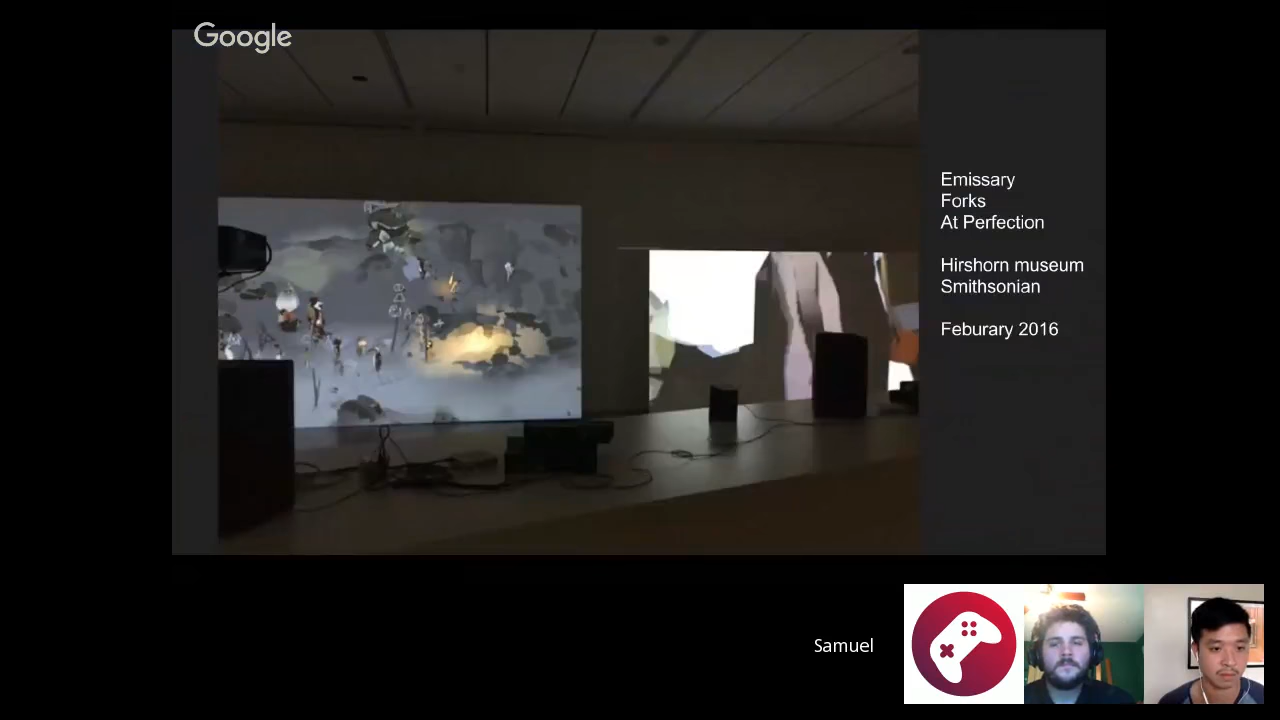 Google
Emissary
Forks
At Perfection
Hirshorn museum
Smithsonian
Feburary 2016
Samuel